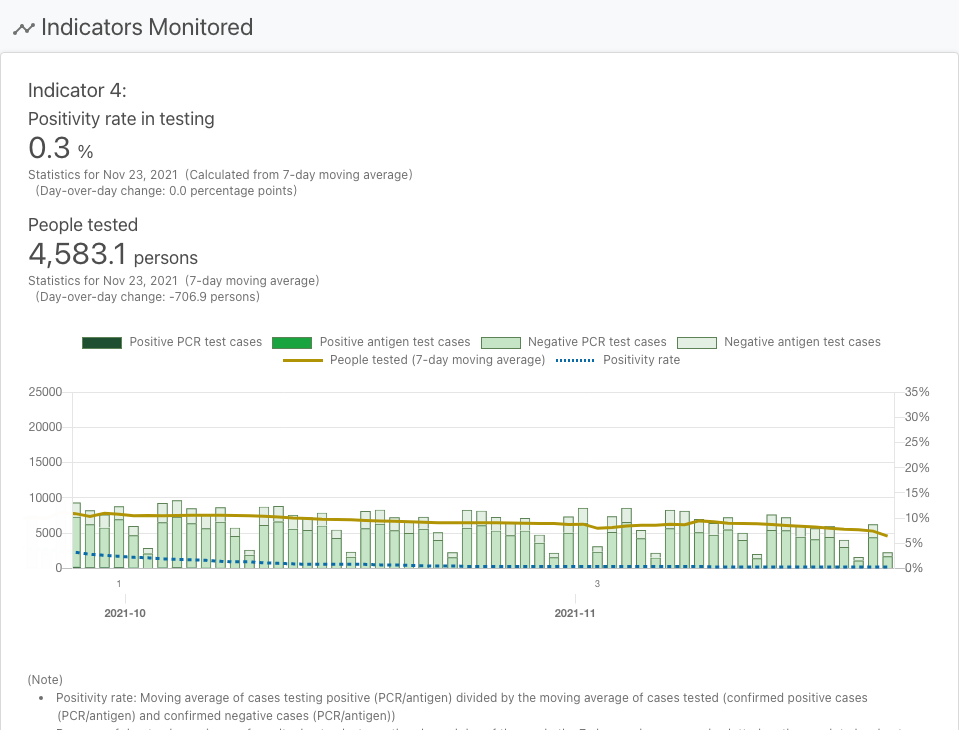 Indicators Monitored
Indicator 4:
Positivity rate in testing
0.3 %
Statistics for Nov 23, 2021 (Calculated from 7-day moving average)
(Day-over-day change: 0.0 percentage points)
People tested
4,583.1 persons
Statistics for Nov 23, 2021 (7-day moving average)
(Day-over-day change: -706.9 persons)
Positive PCR test cases Positive antigen test cases Negative PCR test cases Negative antigen test cases
People tested (7-day moving average) Positivity rate
25000 35%
30%
20000
25%
15000
20%
10000 15%
10%
5000
5%
0 0%
1 3
2021-10 2021-11
(Note)
• Positivity rate: Moving average of cases testing positive (PCR/antigen) divided by the moving average of cases tested (confirmed positive cases
(PCR/antigen) and confirmed negative cases (PCR/antigen))